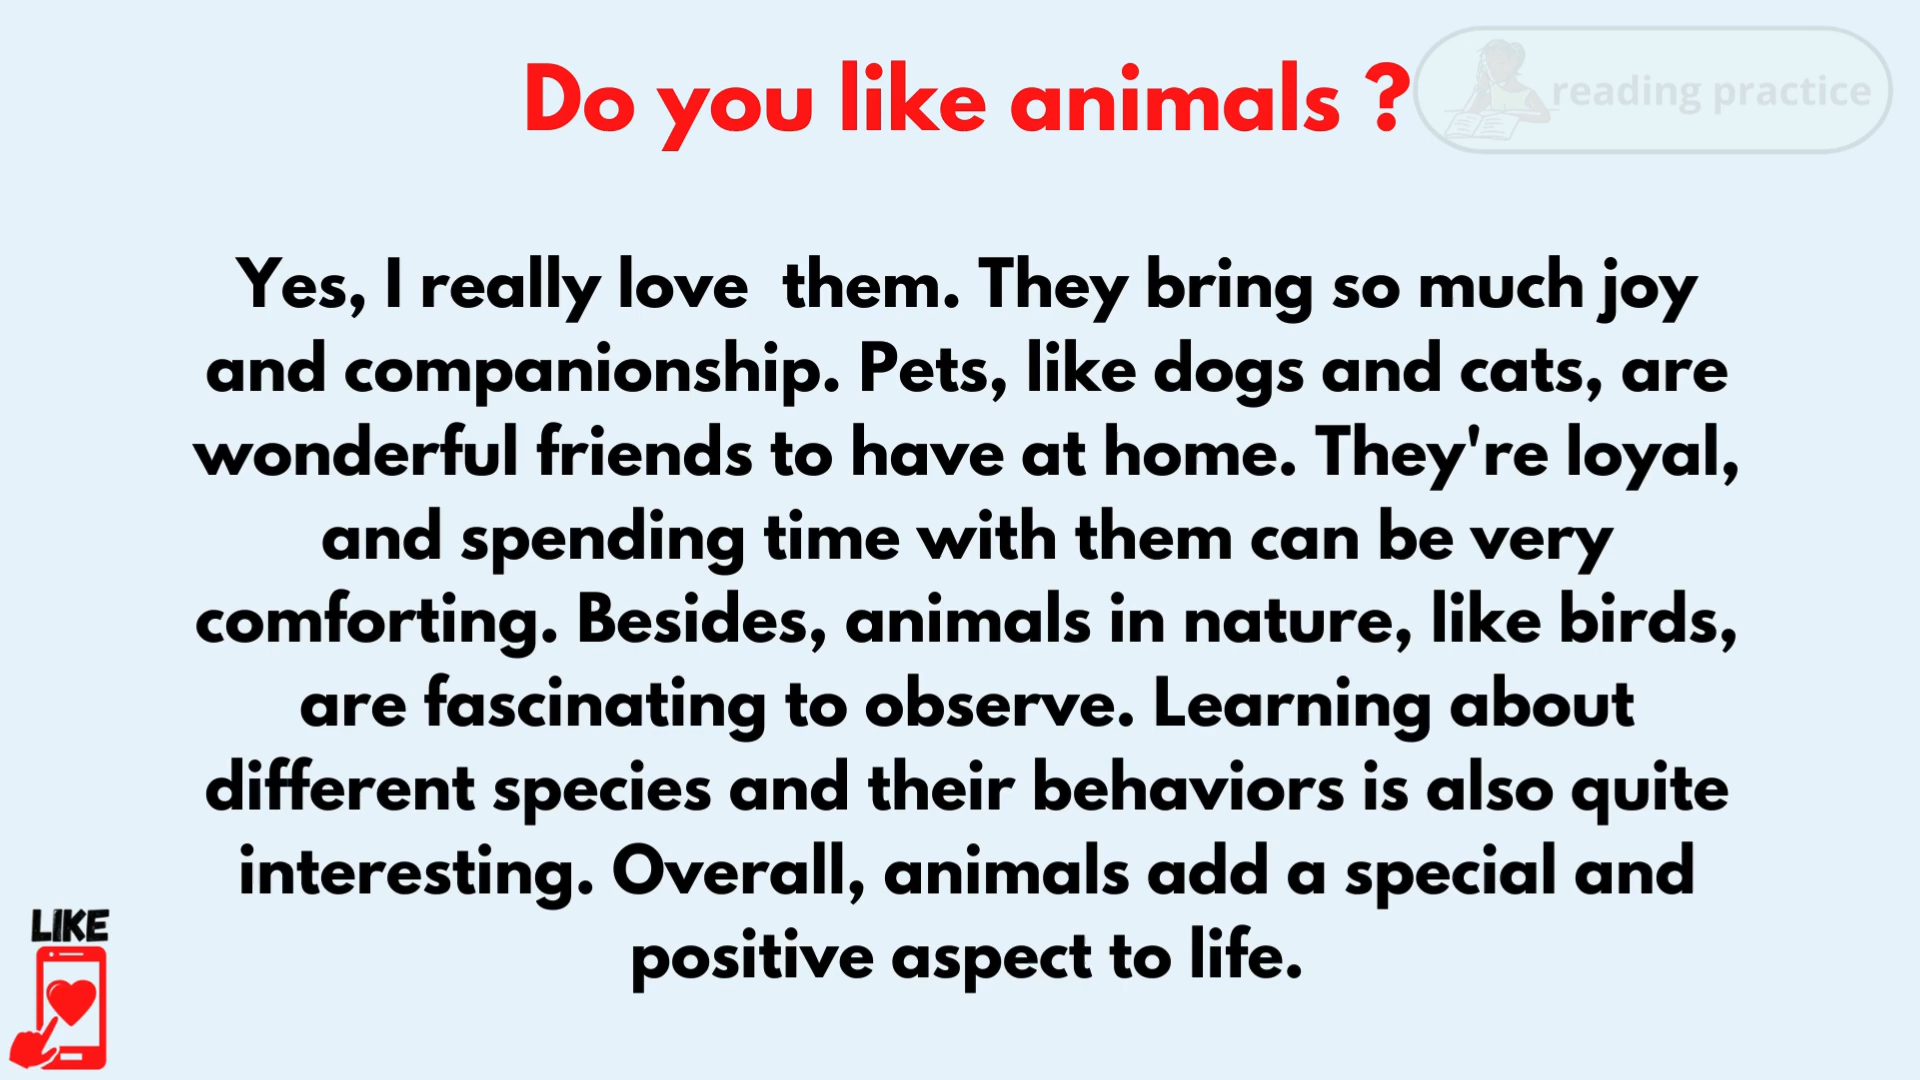 Do you like animals ?
reading practice
Yes, I really love  them. They bring so much joy
and companionship. Pets, like dogs and cats, are
wonderful friends to have at home. They're loyal,
and spending time with them can be very
comforting. Besides, animals in nature, like birds,
are fascinating to observe. Learning about
different species and their behaviors is also quite
interesting. Overall, animals add a special and
positive aspect to life.
LIKE